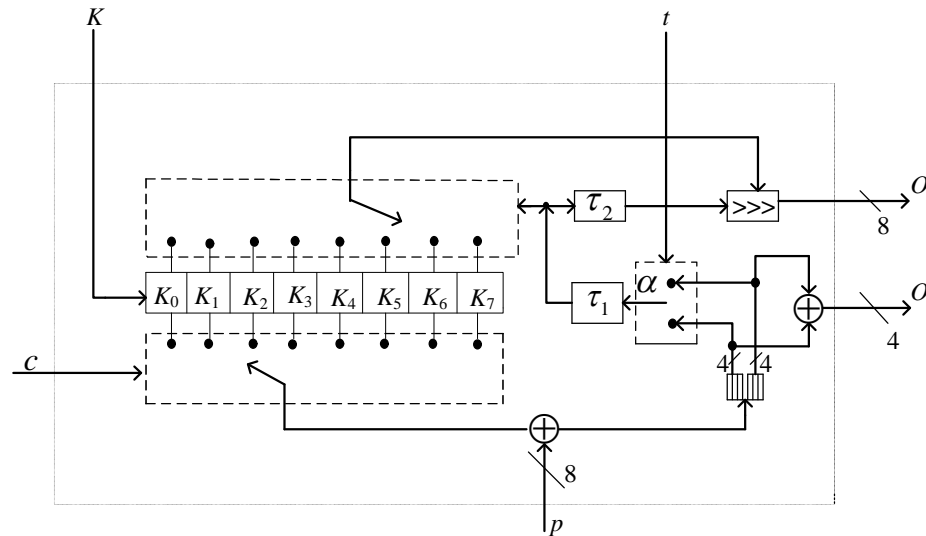 K
t
τ₂
>>>
O
8
K₀ K₁ K₂ K₃ K₄ K₅ K₆ K₇
τ₁
α
O
4
c
4 4
8
p